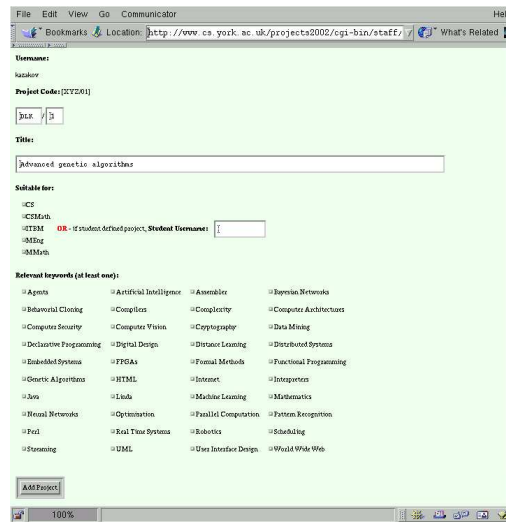 File Edit View Go Communicator Hel
Bookmarks Location: http://www.cs.york.ac.uk/projects2002/cgi-bin/staff/ What's Related
Username:
kazakov
Project Code: [XYZ/01]
DLK / 1
Title:
Advanced genetic algorithms
Suitable for:
CS
CSMath
ITBM OR - if student defined project, Student Username:
MEng
MMath
Relevant keywords (at least one):
Agents Artificial Intelligence Assembler Bayesian Networks
Behavorial Cloning Compilers Complexity Computer Architectures
Computer Security Computer Vision Cryptography Data Mining
Declarative Programming Digital Design Distance Learning Distributed Systems
Embedded Systems FPGAs Formal Methods Functional Programming
Genetic Algorithms HTML Internet Interpreters
Java Linda Machine Learning Mathematics
Neural Networks Optimisation Parallel Computation Pattern Recognition
Perl Real Time Systems Robotics Scheduling
Streaming UML User Interface Design World Wide Web
Add Project
100%